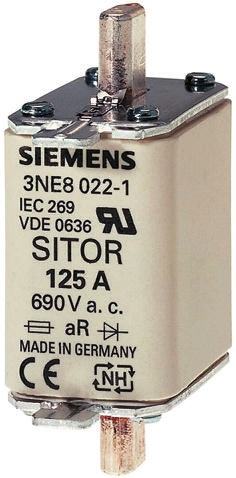 SIEMENS
3NE8 022-1
IEC 269
VDE 0636
SITOR
125 A
690 V a. c.
aR
MADE IN GERMANY
CE NH